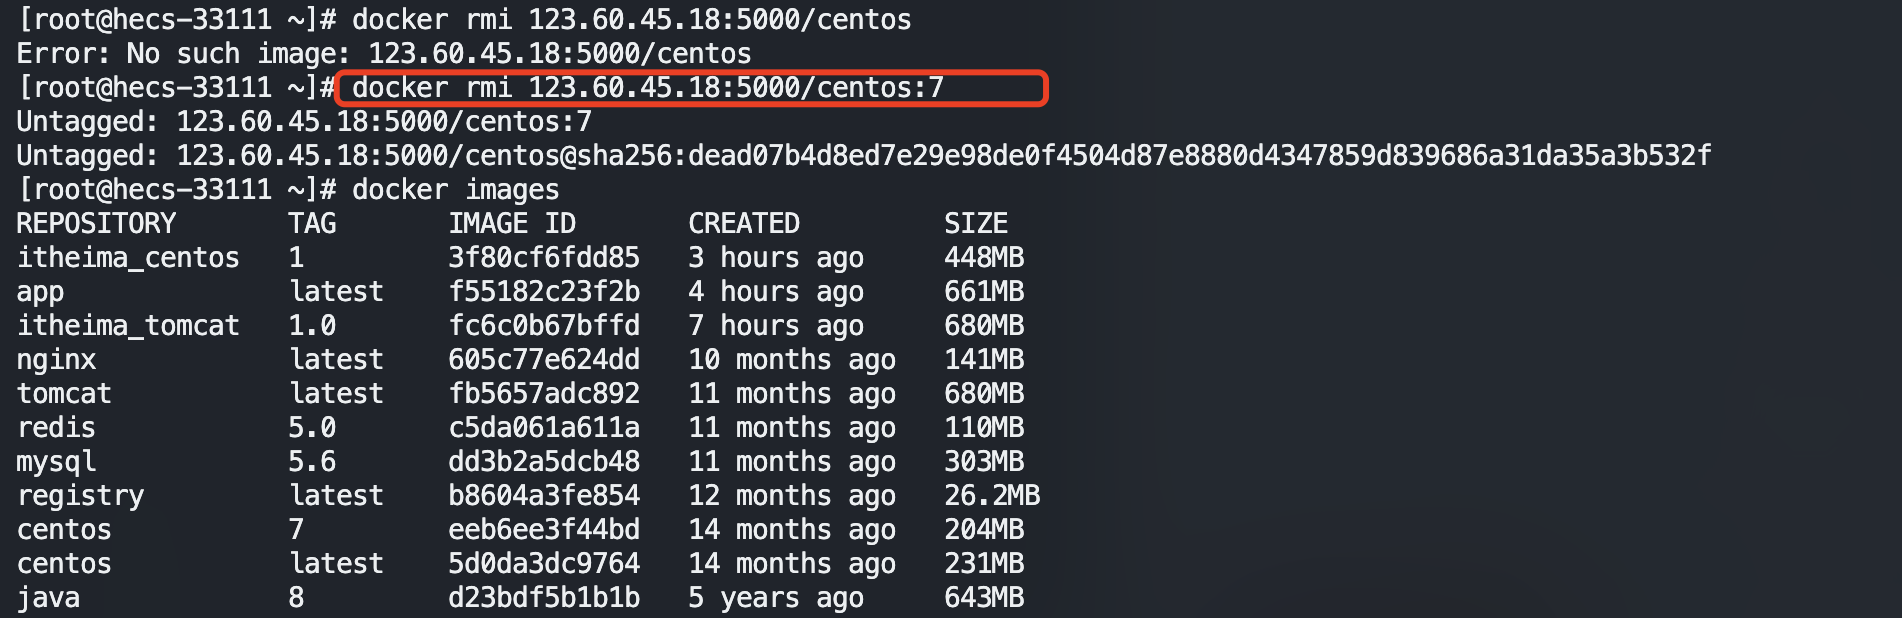 [root@hecs-33111 ~]# docker rmi 123.60.45.18:5000/centos
Error: No such image: 123.60.45.18:5000/centos
[root@hecs-33111 ~]# docker rmi 123.60.45.18:5000/centos:7
Untagged: 123.60.45.18:5000/centos:7
Untagged: 123.60.45.18:5000/centos@sha256:dead07b4d8ed7e29e98de0f4504d87e8880d4347859d839686a31da35a3b532f
[root@hecs-33111 ~]# docker images
REPOSITORY       TAG       IMAGE ID       CREATED         SIZE
itheima_centos   1         3f80cf6fdd85   3 hours ago     448MB
app              latest    f55182c23f2b   4 hours ago     661MB
itheima_tomcat   1.0       fc6c0b67bffd   7 hours ago     680MB
nginx            latest    605c77e624dd   10 months ago   141MB
tomcat           latest    fb5657adc892   11 months ago   680MB
redis            5.0       c5da061a611a   11 months ago   110MB
mysql            5.6       dd3b2a5dcb48   11 months ago   303MB
registry         latest    b8604a3fe854   12 months ago   26.2MB
centos           7         eeb6ee3f44bd   14 months ago   204MB
centos           latest    5d0da3dc9764   14 months ago   231MB
java             8         d23bdf5b1b1b   5 years ago     643MB